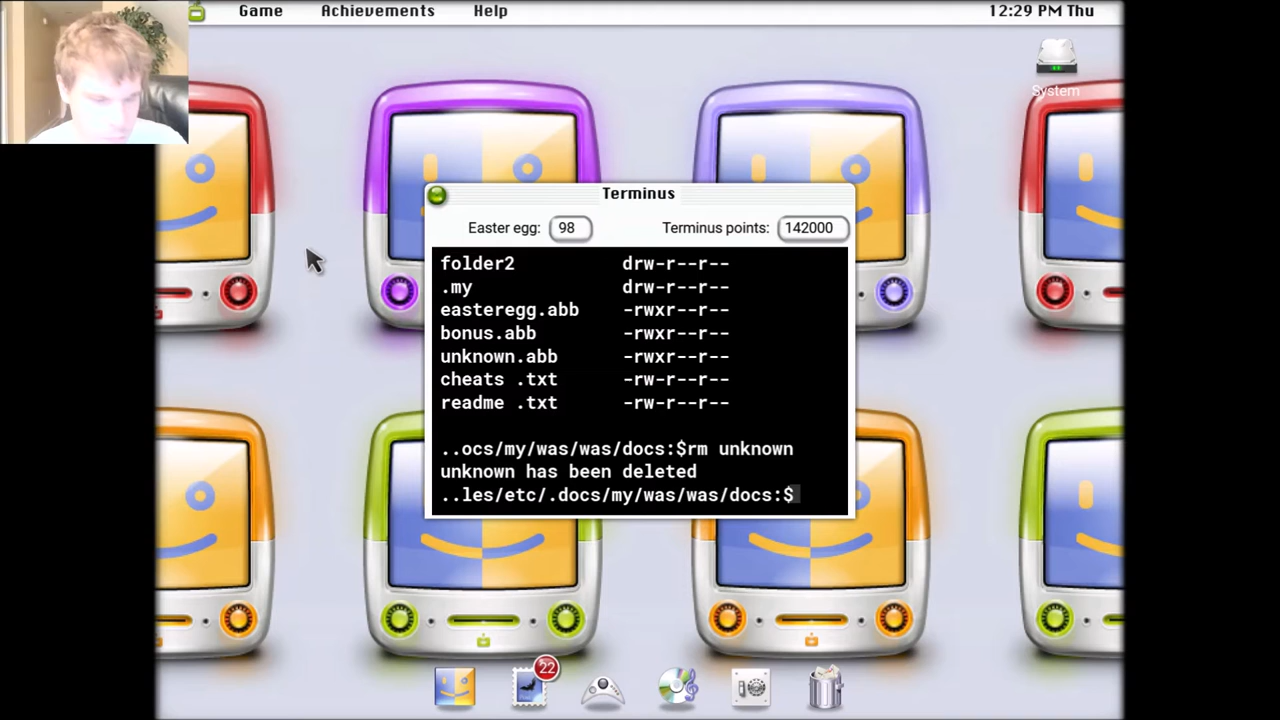 Game Achievements Help 12:29 PM Thu
System
Terminus
Easter egg: 98 Terminus points: 142000
folder2 drw-r--r--
.my drw-r--r--
easteregg.abb -rwxr--r--
bonus.abb -rwxr--r--
unknown.abb -rwxr--r--
cheats .txt -rw-r--r--
readme .txt -rw-r--r--
..ocs/my/was/was/docs:$rm unknown
unknown has been deleted
..les/etc/.docs/my/was/was/docs:$
22